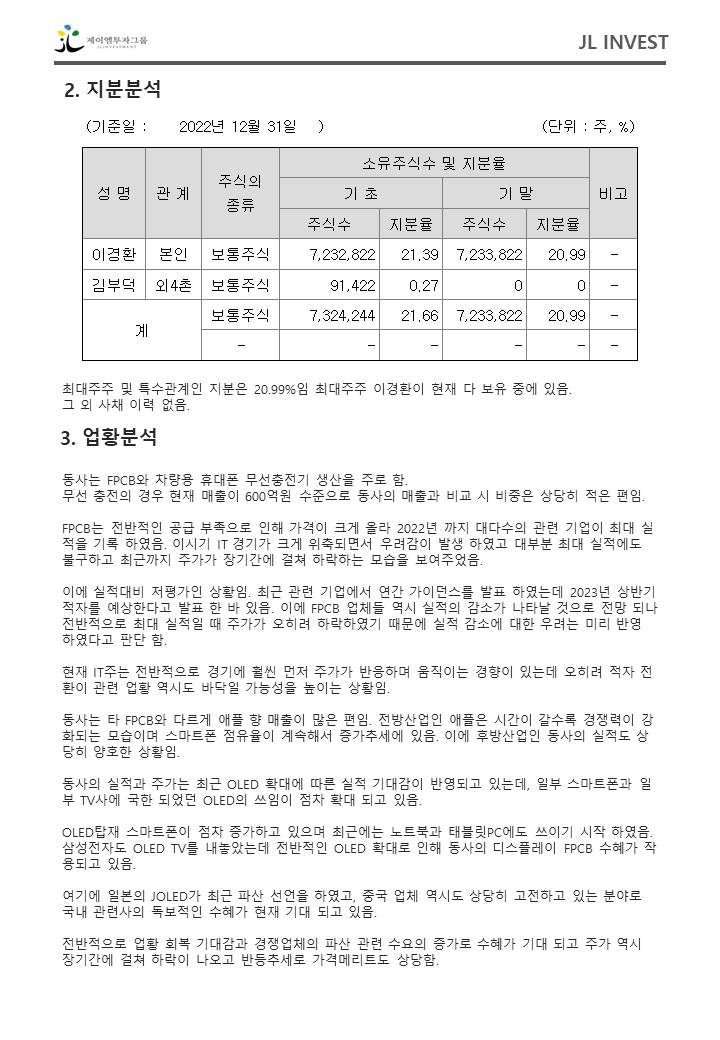 제이엘투자그룹
JLINVESTMENT
JL INVEST
2. 지분분석
(기준일 : 2022년 12월 31일 )
(단위 : 주, %)
성 명
관 계
주식의
종류
소유주식수 및 지분율
비고
기 초
기 말
주식수
지분율
주식수
지분율
이경환 본인 보통주식 7,232,822 21.39 7,233,822 20.99 -
김부덕 외4촌 보통주식 91,422 0.27 0 0 -
계 보통주식 7,324,244 21.66 7,233,822 20.99 -
- - - - - -
최대주주 및 특수관계인 지분은 20.99%임 최대주주 이경환이 현재 다 보유 중에 있음.
그 외 사채 이력 없음.
3. 업황분석
동사는 FPCB와 차량용 휴대폰 무선충전기 생산을 주로 함.
무선 충전의 경우 현재 매출이 600억원 수준으로 동사의 매출과 비교 시 비중은 상당히 적은 편임.
FPCB는 전반적인 공급 부족으로 인해 가격이 크게 올라 2022년 까지 대다수의 관련 기업이 최대 실
적을 기록 하였음. 이시기 IT 경기가 크게 위축되면서 우려감이 발생 하였고 대부분 최대 실적에도
불구하고 최근까지 주가가 장기간에 걸쳐 하락하는 모습을 보여주었음.
이에 실적대비 저평가인 상황임. 최근 관련 기업에서 연간 가이던스를 발표 하였는데 2023년 상반기
적자를 예상한다고 발표 한 바 있음. 이에 FPCB 업체들 역시 실적의 감소가 나타날 것으로 전망 되나
전반적으로 최대 실적일 때 주가가 오히려 하락하였기 때문에 실적 감소에 대한 우려는 미리 반영
하였다고 판단 함.
현재 IT주는 전반적으로 경기에 훨씬 먼저 주가가 반응하며 움직이는 경향이 있는데 오히려 적자 전
환이 관련 업황 역시도 바닥일 가능성을 높이는 상황임.
동사는 타 FPCB와 다르게 애플 향 매출이 많은 편임. 전방산업인 애플은 시간이 갈수록 경쟁력이 강
화되는 모습이며 스마트폰 점유율이 계속해서 증가추세에 있음. 이에 후방산업인 동사의 실적도 상
당히 양호한 상황임.
동사의 실적과 주가는 최근 OLED 확대에 따른 실적 기대감이 반영되고 있는데, 일부 스마트폰과 일
부 TV사에 국한 되었던 OLED의 쓰임이 점차 확대 되고 있음.
OLED탑재 스마트폰이 점차 증가하고 있으며 최근에는 노트북과 태블릿PC에도 쓰이기 시작 하였음.
삼성전자도 OLED TV를 내놓았는데 전반적인 OLED 확대로 인해 동사의 디스플레이 FPCB 수혜가 작
용되고 있음.
여기에 일본의 JOLED가 최근 파산 선언을 하였고, 중국 업체 역시도 상당히 고전하고 있는 분야로
국내 관련사의 독보적인 수혜가 현재 기대 되고 있음.
전반적으로 업황 회복 기대감과 경쟁업체의 파산 관련 수요의 증가로 수혜가 기대 되고 주가 역시
장기간에 걸쳐 하락이 나오고 반등추세로 가격메리트도 상당함.